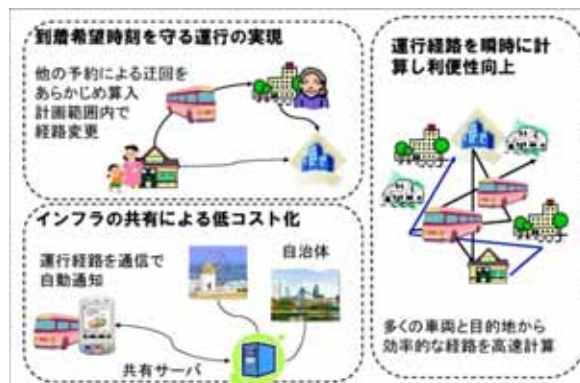 到着希望時刻を守る運行の実現
他の予約による迂回を
あらかじめ算入
計画範囲内で
経路変更
インフラの共有による低コスト化
運行経路を通信で
自動通知
自治体
共有サーバ
運行経路を瞬時に計
算し利便性向上
多くの車両と目的地から
効率的な経路を高速計算